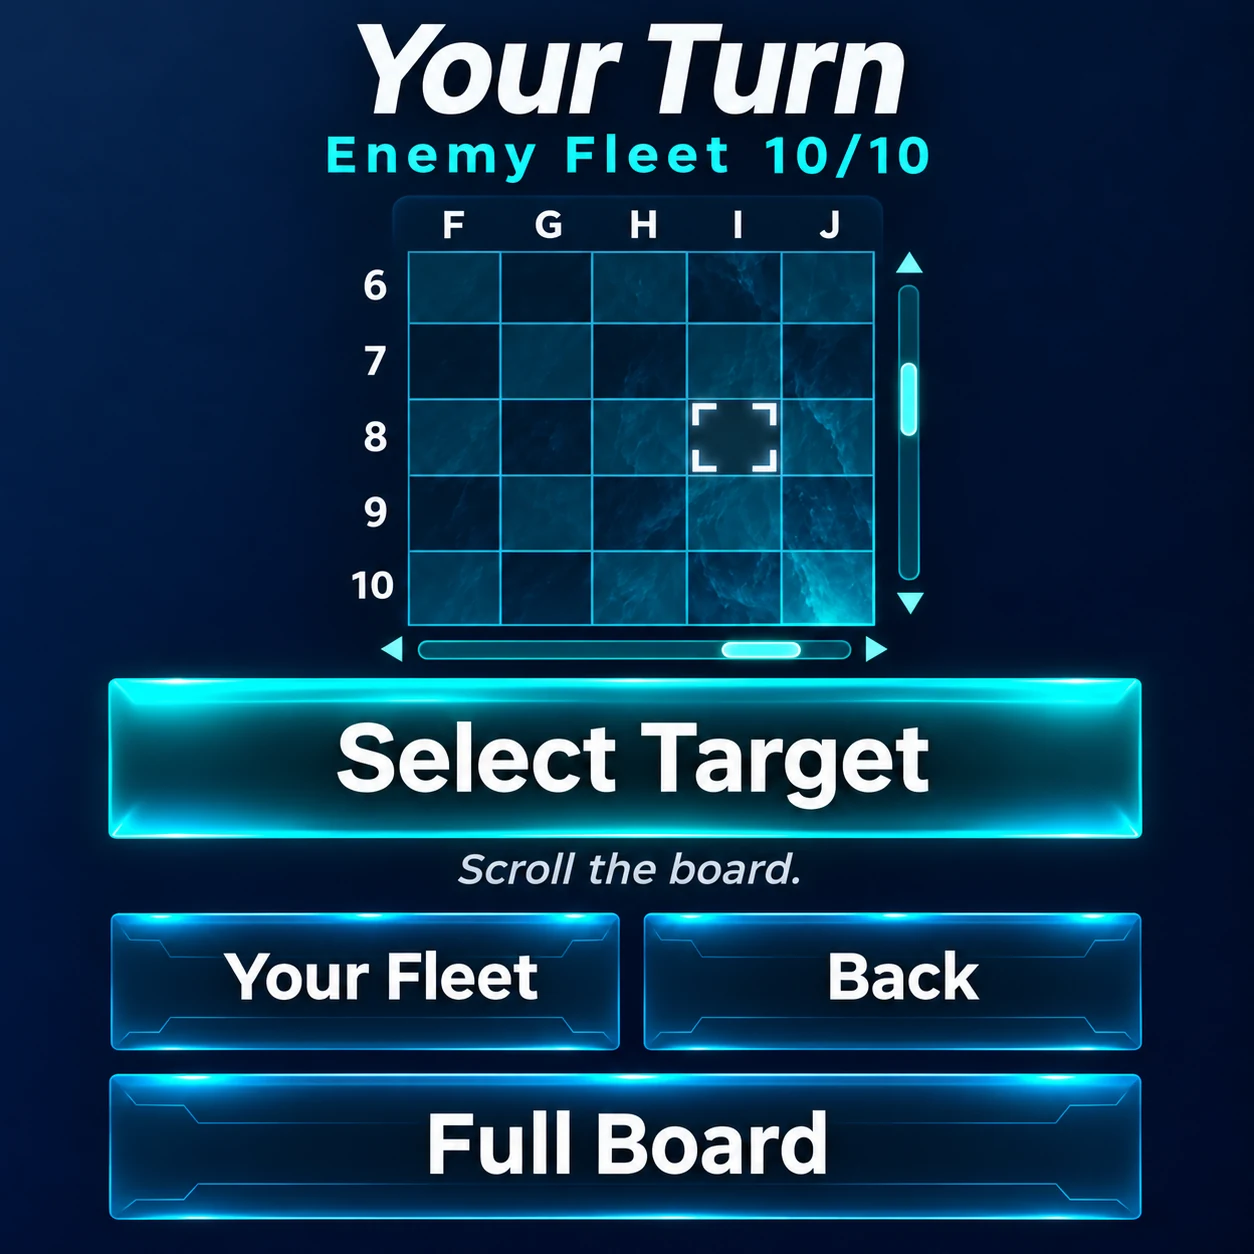 Your Turn
Enemy Fleet 10/10
F G H I J
6
7
8
9
10
Select Target
Scroll the board.
Your Fleet Back
Full Board